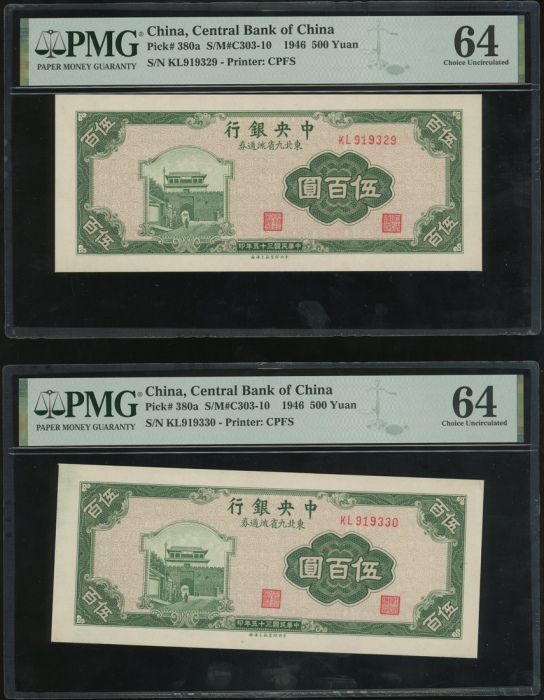 PMG
PAPER MONEY GUARANTY
China, Central Bank of China
Pick# 380a S/M#C303-10 1946 500 Yuan
S/N KL919329 - Printer: CPFS
64
Choice Uncirculated
伍百
伍百
行銀央中
券通流省九北東
KL919329
圓百伍
伍百
伍百
印年五十三國民華中
PMG
PAPER MONEY GUARANTY
China, Central Bank of China
Pick# 380a S/M#C303-10 1946 500 Yuan
S/N KL919330 - Printer: CPFS
64
Choice Uncirculated
伍百
伍百
行銀央中
券通流省九北東
KL919330
圓百伍
伍百
伍百
印年五十三國民華中